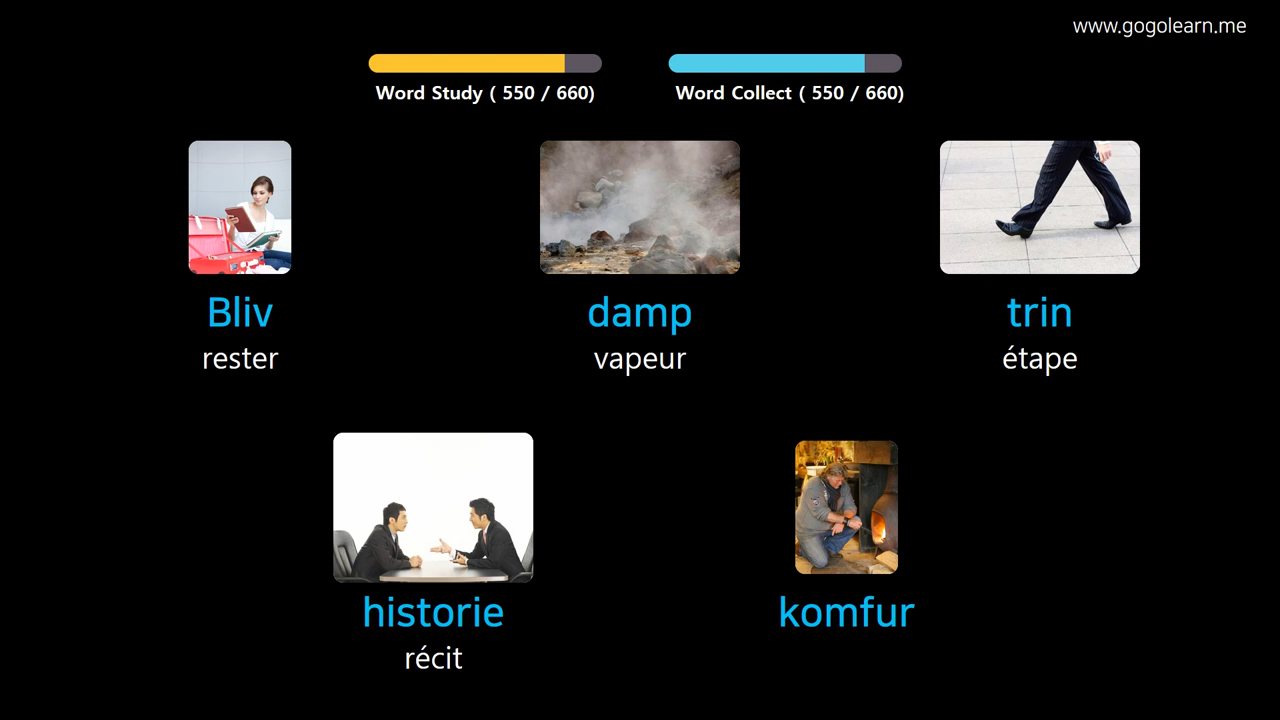 www.gogolearn.me
Word Study ( 550 / 660)
Word Collect ( 550 / 660)
Bliv
rester
damp
vapeur
trin
étape
historie
récit
komfur